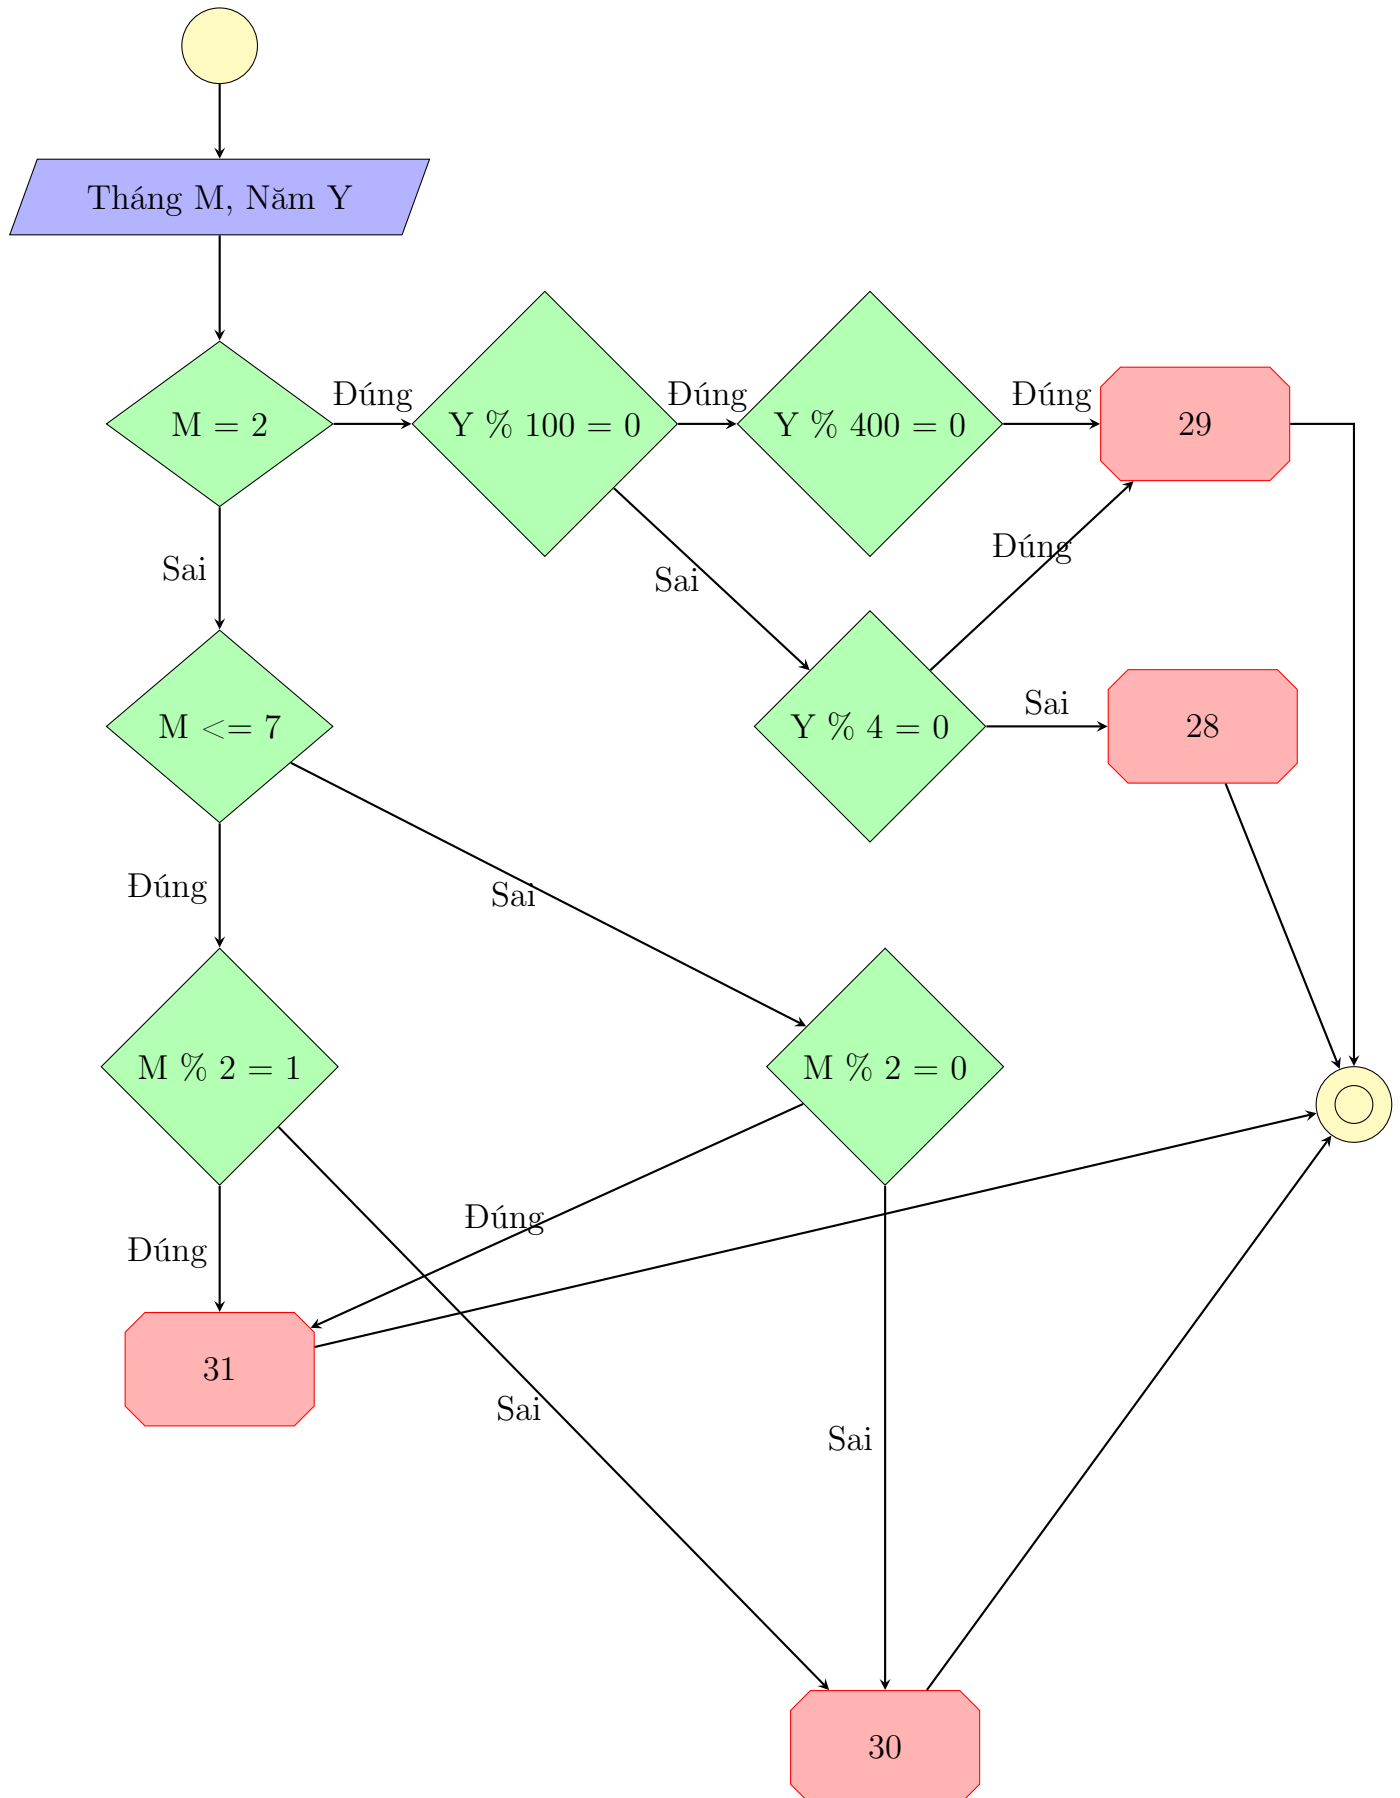 Tháng M, Năm Y
M = 2
Đúng
Y % 100 = 0
Đúng
Y % 400 = 0
Đúng
29
Sai
Sai
Đúng
M <= 7
Y % 4 = 0
Sai
28
Đúng
Sai
M % 2 = 1
M % 2 = 0
Đúng
Đúng
31
Sai
Sai
30